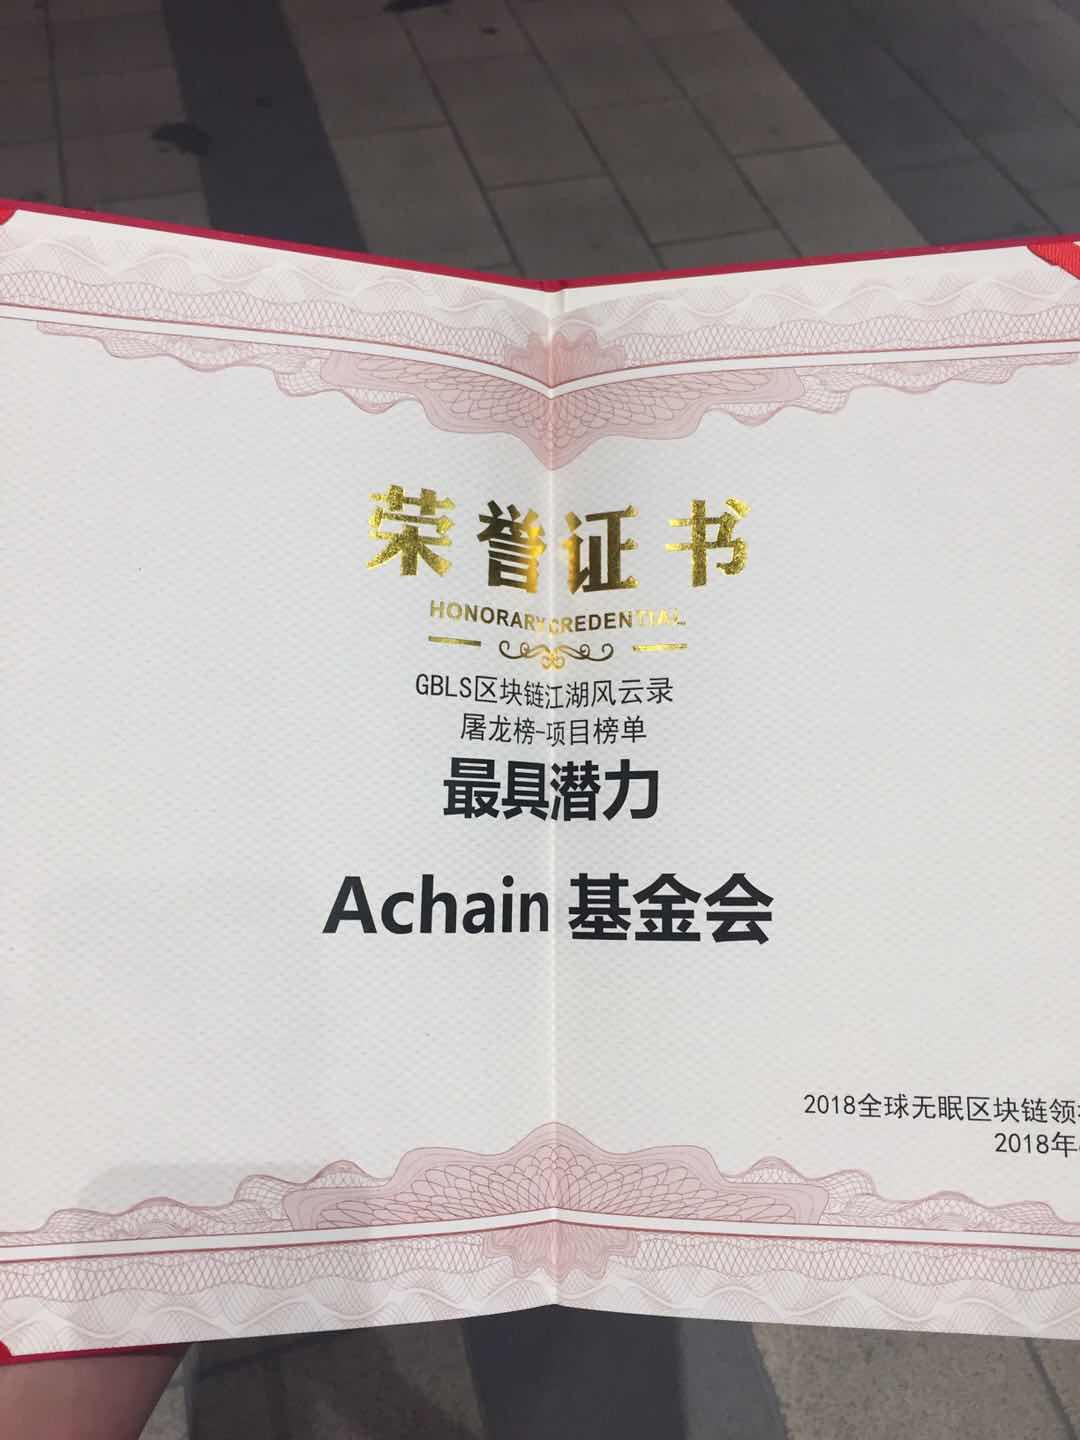 荣誉证书
HONORARY CREDENTIAL
GBLS区块链江湖风云录
屠龙榜-项目榜单
最具潜力
Achain 基金会
2018全球无眠区块链领
2018年